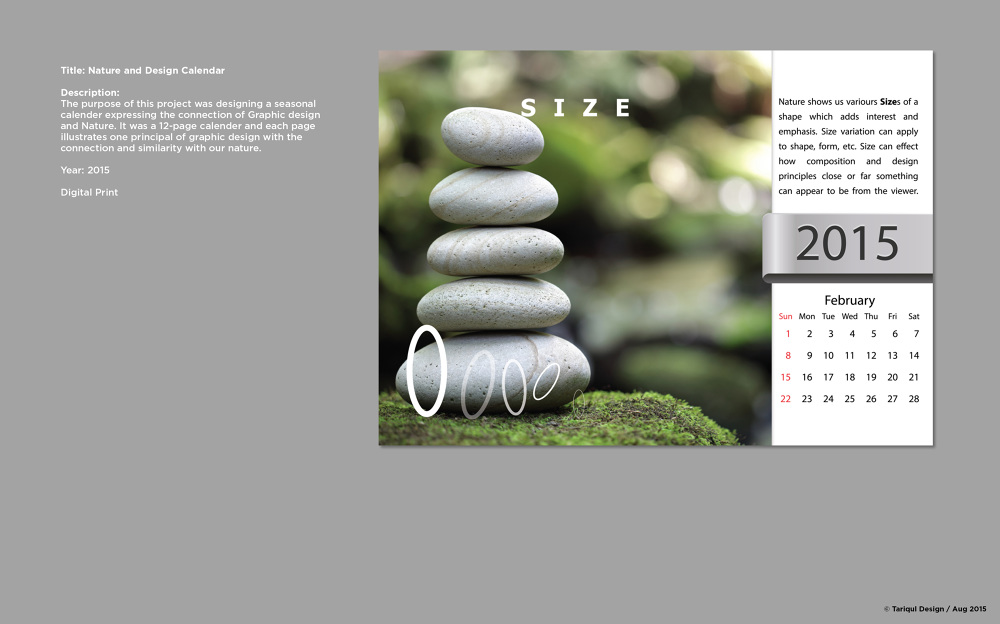 Title: Nature and Design Calendar
Description:
The purpose of this project was designing a seasonal
calender expressing the connection of Graphic design
and Nature. It was a 12-page calender and each page
illustrates one principal of graphic design with the
connection and similarity with our nature.
Year: 2015
Digital Print
SIZE
Nature shows us variours Sizes of a
shape which adds interest and
emphasis. Size variation can apply
to shape, form, etc. Size can effect
how composition and design
principles close or far something
can appear to be from the viewer.
2015
February
Sun Mon Tue Wed Thu Fri Sat
1 2 3 4 5 6 7
8 9 10 11 12 13 14
15 16 17 18 19 20 21
22 23 24 25 26 27 28
© Tariqul Design / Aug 2015